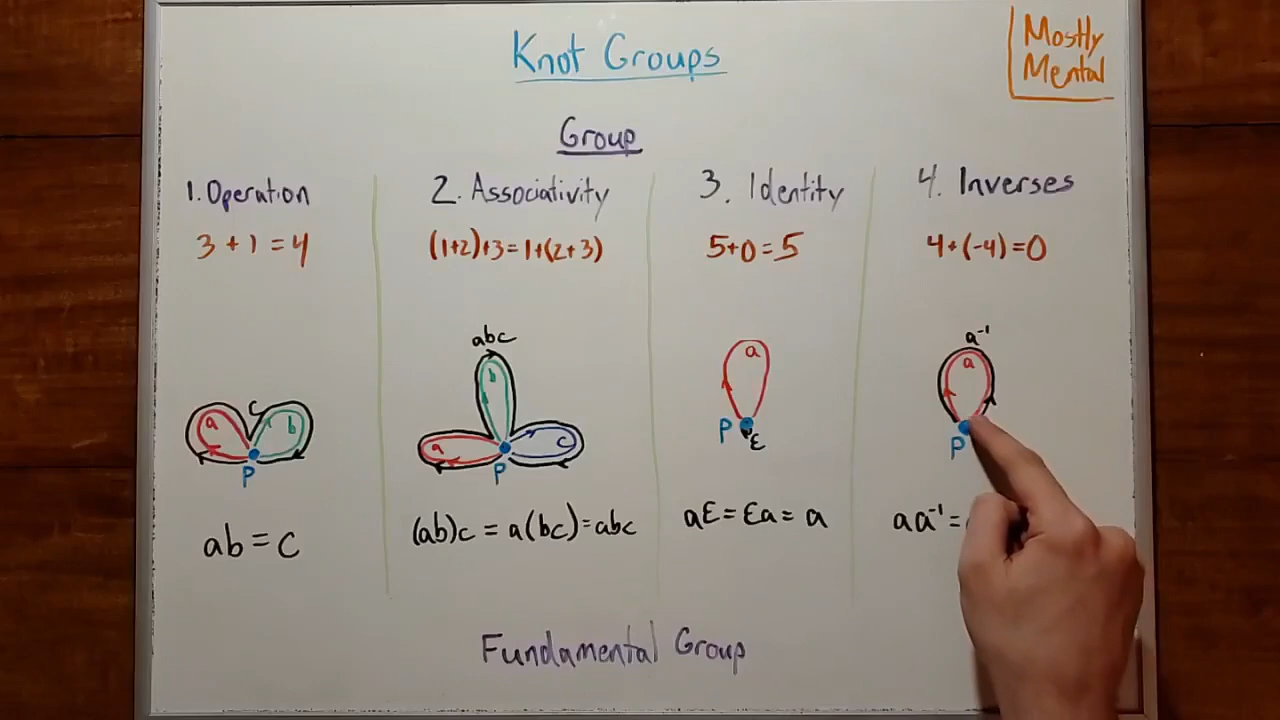 Knot Groups
Mostly
Mental
Group
1. Operation
3 + 1 = 4
a
c
b
P
ab = c
2. Associativity
(1+2)+3=1+(2+3)
abc
b
a
c
P
(ab)c = a(bc)=abc
3. Identity
5+0=5
a
P
ε
aε = εa = a
4. Inverses
4+(-4)=0
a⁻¹
a
P
aa⁻¹=
Fundamental Group